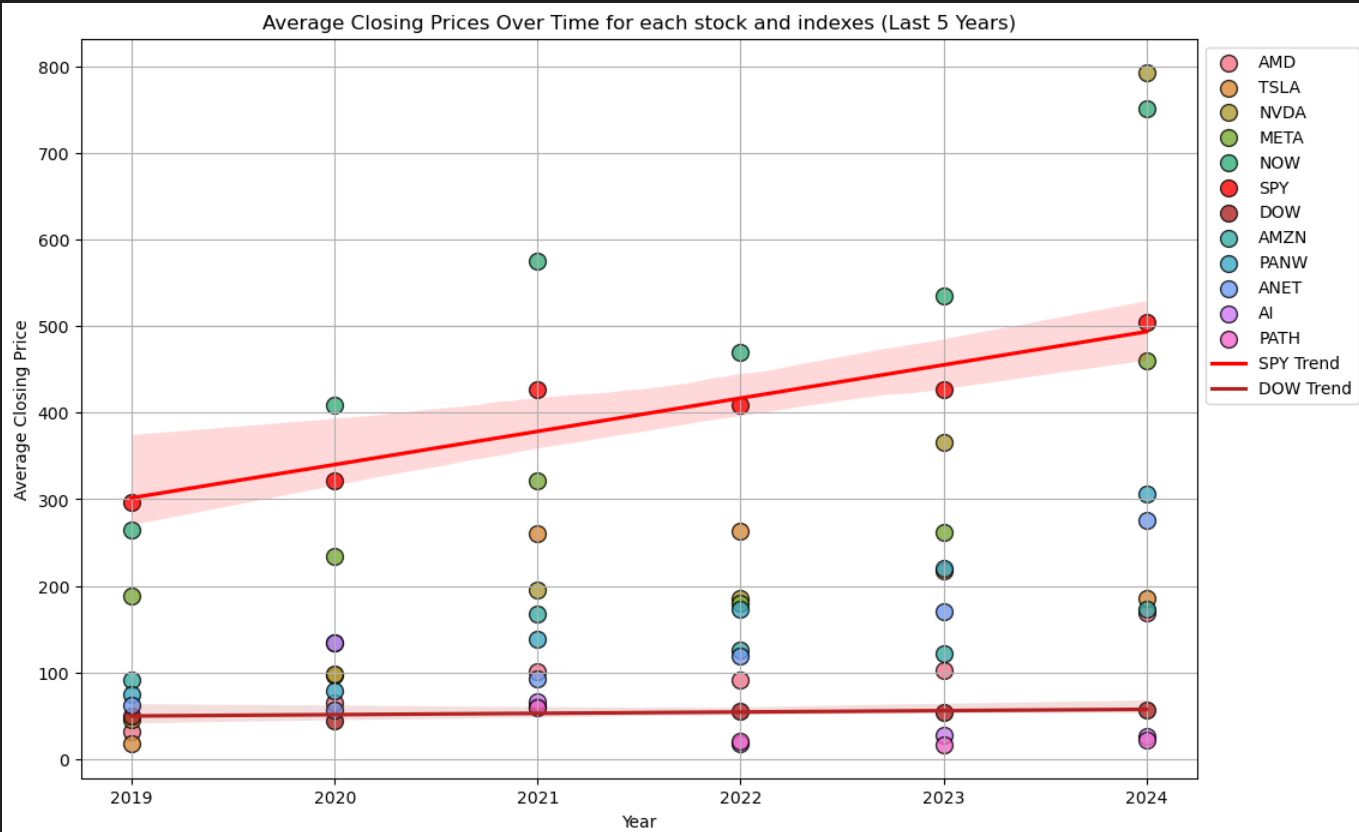 Average Closing Prices Over Time for each stock and indexes (Last 5 Years)
Average Closing Price
800
700
600
500
400
300
200
100
0
2019 2020 2021 2022 2023 2024
Year
AMD
TSLA
NVDA
META
NOW
SPY
DOW
AMZN
PANW
ANET
AI
PATH
SPY Trend
DOW Trend